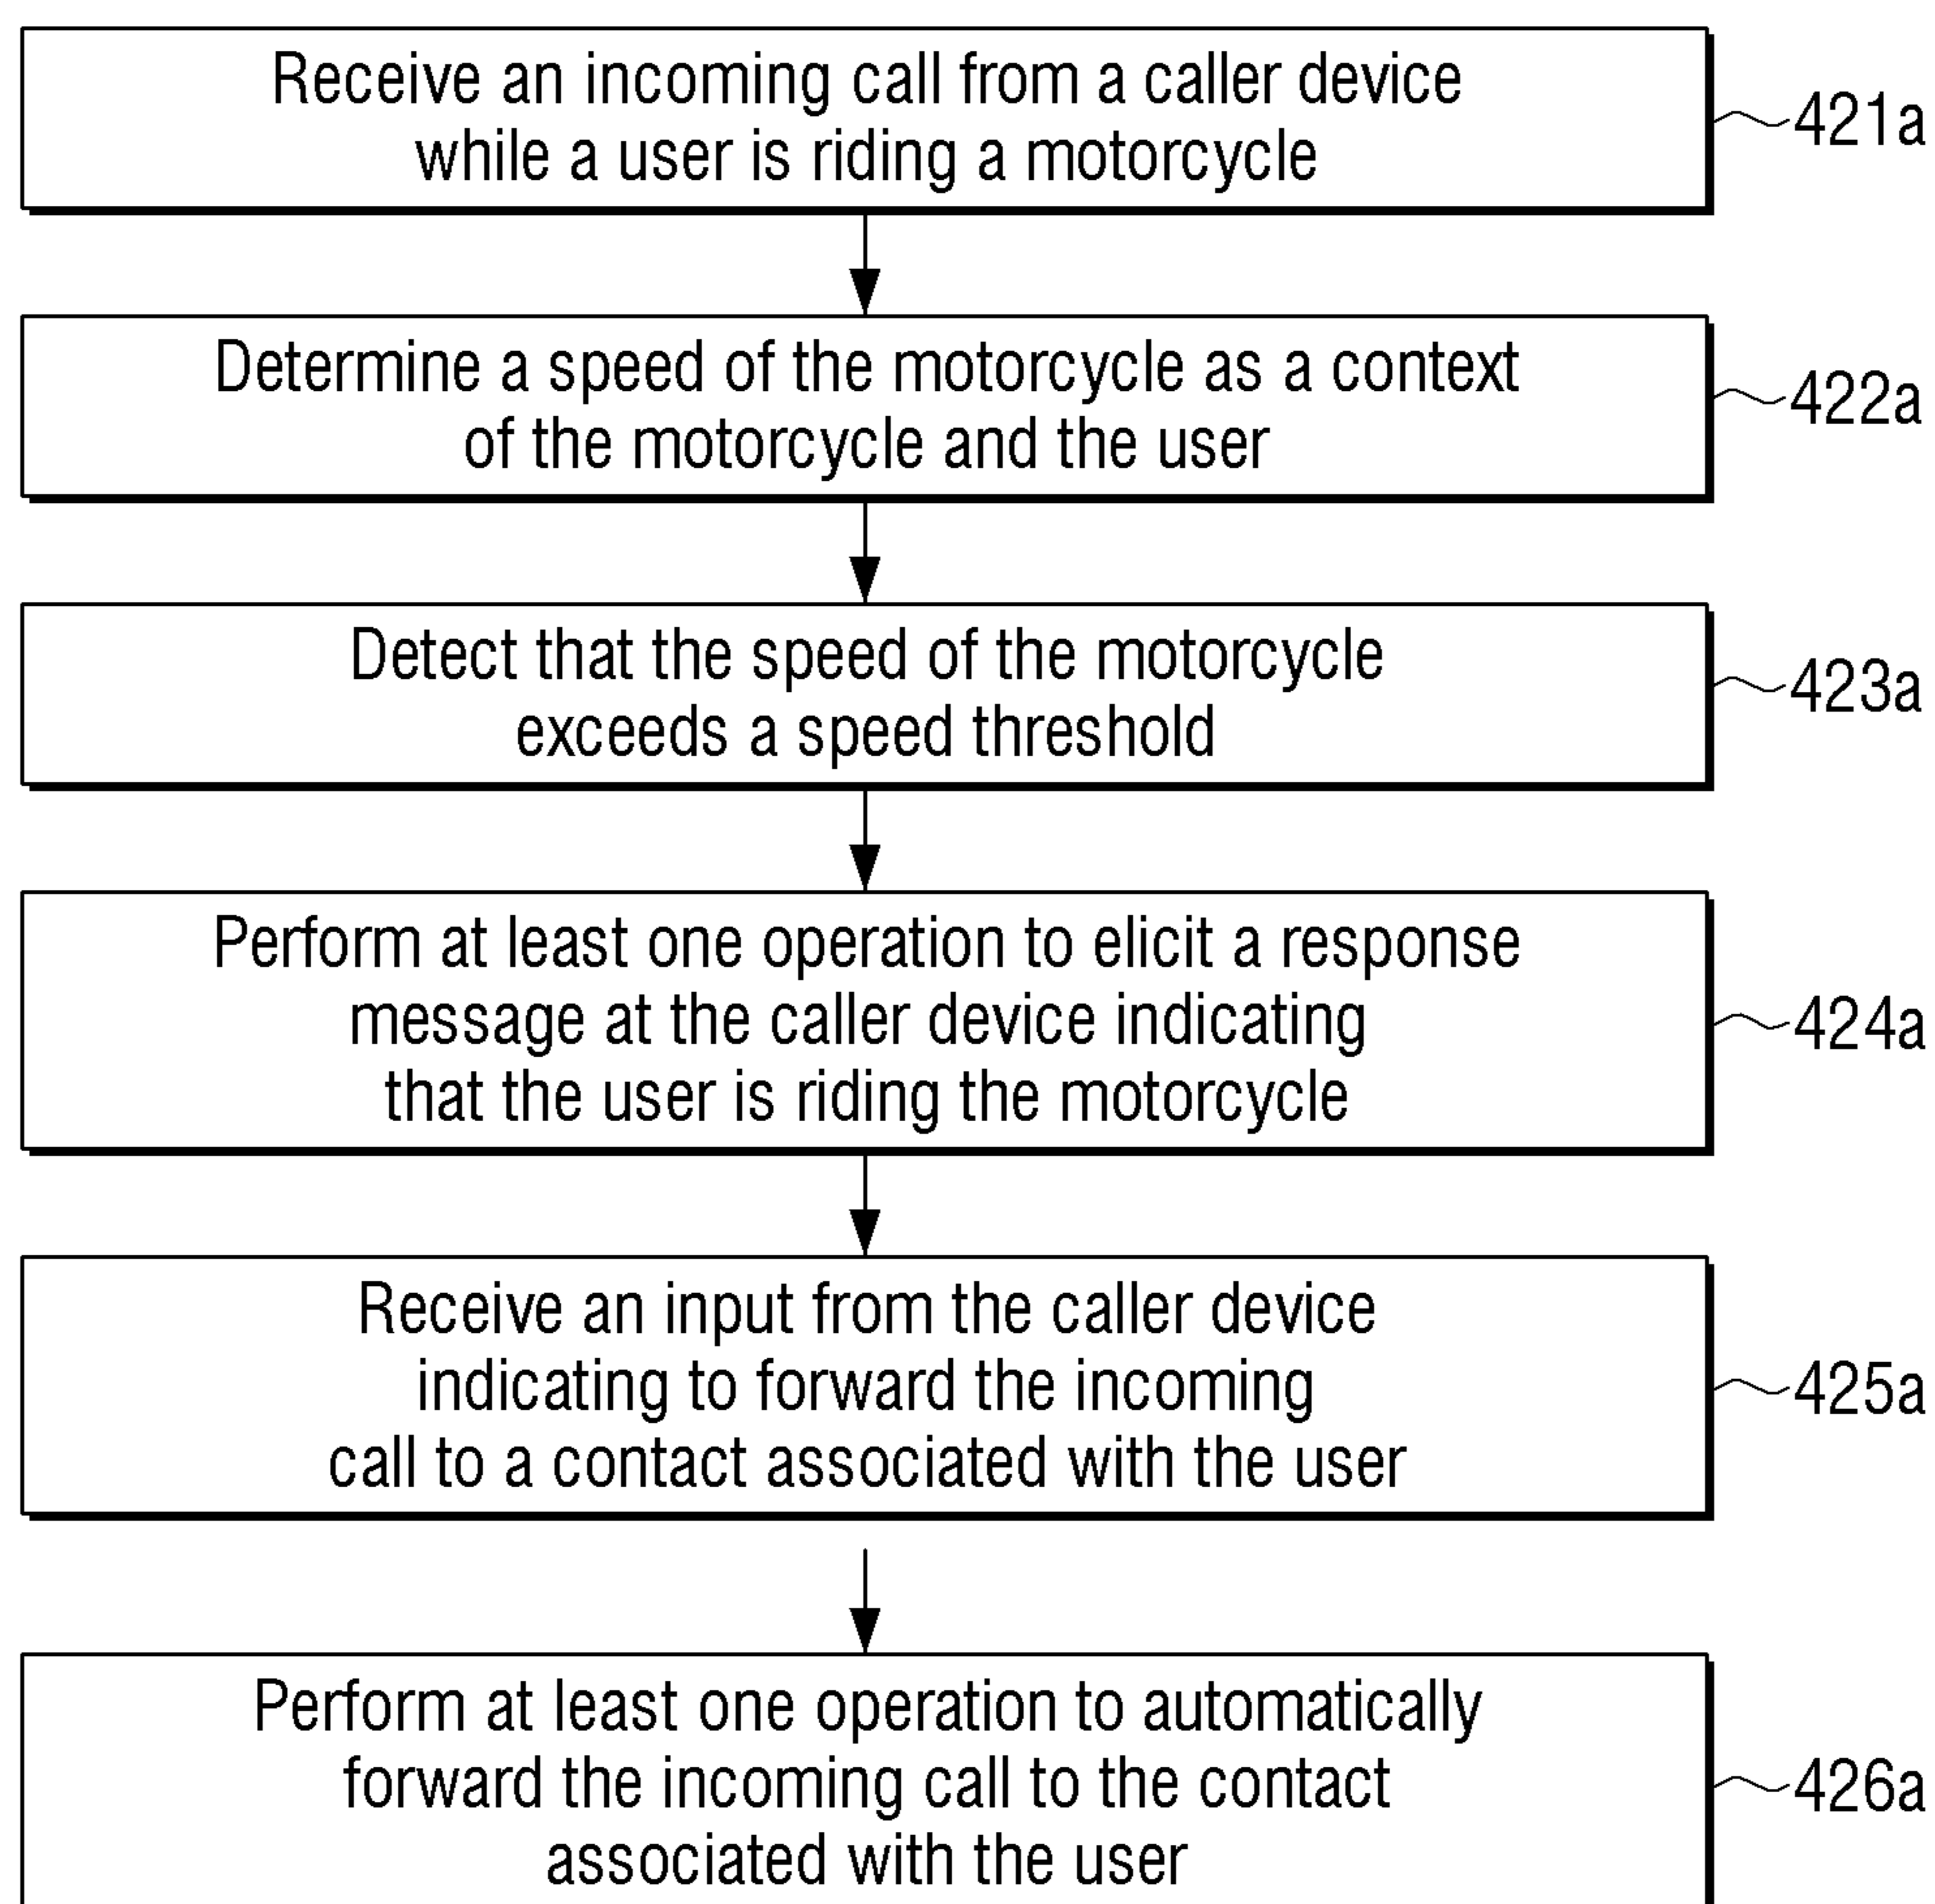 Receive an incoming call from a caller device
while a user is riding a motorcycle
421a
Determine a speed of the motorcycle as a context
of the motorcycle and the user
422a
Detect that the speed of the motorcycle
exceeds a speed threshold
423a
Perform at least one operation to elicit a response
message at the caller device indicating
that the user is riding the motorcycle
424a
Receive an input from the caller device
indicating to forward the incoming
call to a contact associated with the user
425a
Perform at least one operation to automatically
forward the incoming call to the contact
associated with the user
426a